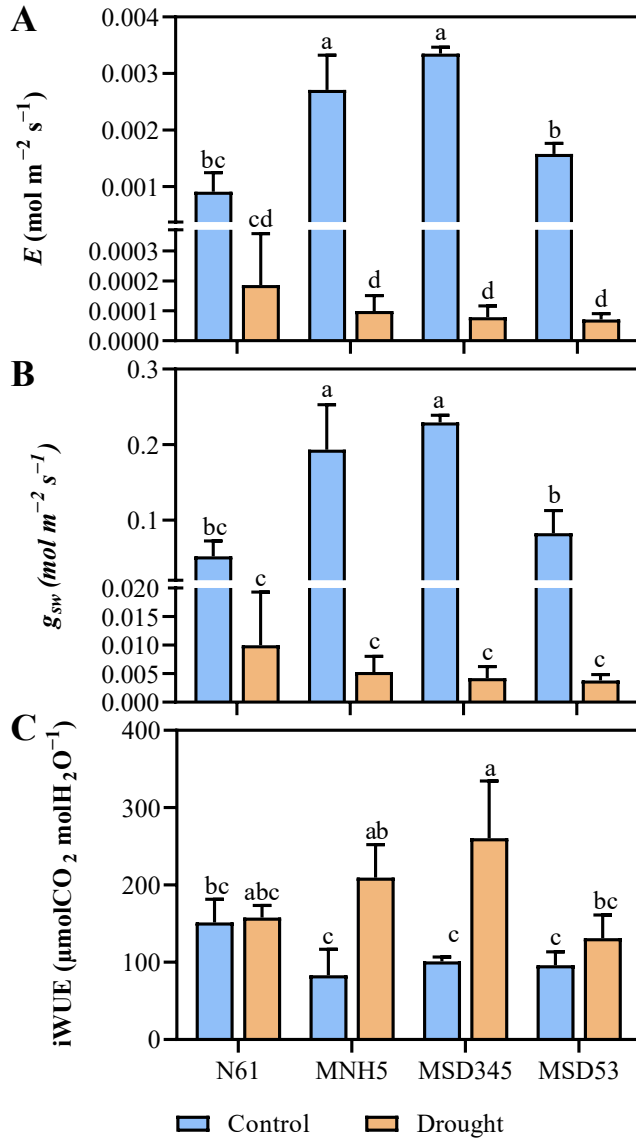 A
E (mol m⁻² s⁻¹)
0.004
0.003
0.002
0.001
0.0003
0.0002
0.0001
0.0000
bc
cd
a
d
a
d
b
d
B
g_sw (mol m⁻² s⁻¹)
0.3
0.2
0.1
0.020
0.015
0.010
0.005
0.000
bc
c
a
c
a
c
b
c
C
iWUE (µmolCO₂ molH₂O⁻¹)
400
300
200
100
0
bc
abc
c
ab
c
a
c
bc
N61 MNH5 MSD345 MSD53
Control Drought